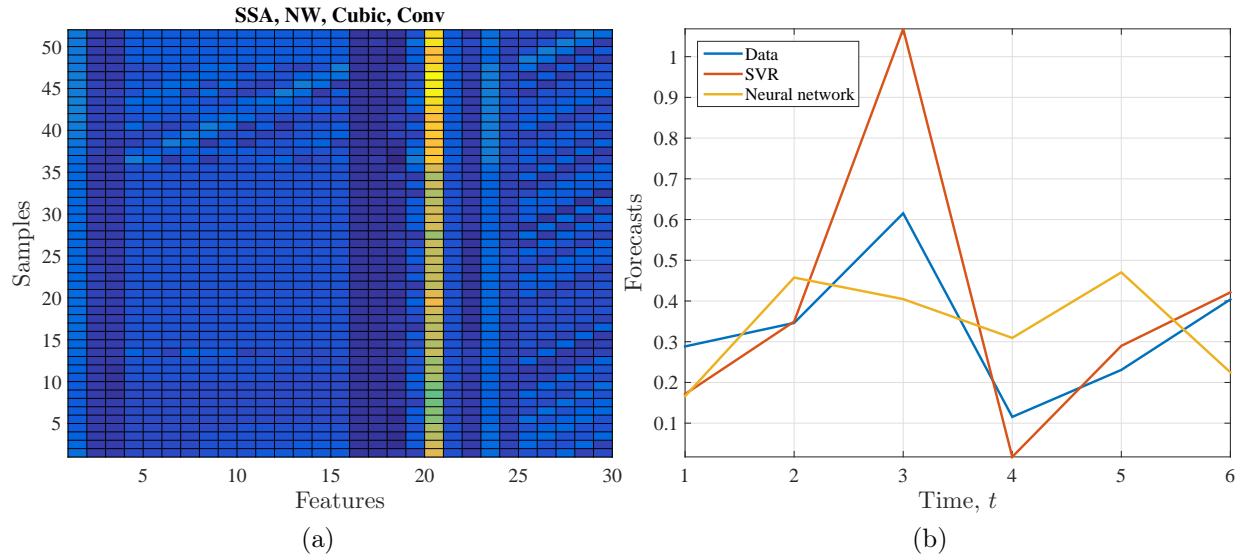 SSA, NW, Cubic, Conv
50
45
40
35
30
25
20
15
10
5
Samples
5 10 15 20 25 30
Features
(a)
Data
SVR
Neural network
1
0.9
0.8
0.7
0.6
0.5
0.4
0.3
0.2
0.1
Forecasts
1 2 3 4 5 6
Time, t
(b)